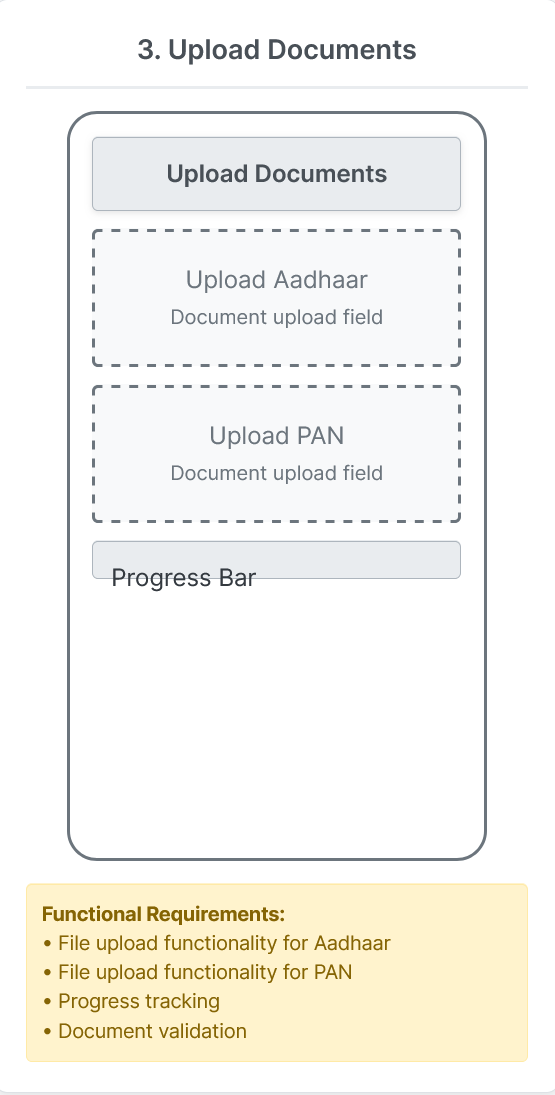 3. Upload Documents
Upload Documents
Upload Aadhaar
Document upload field
Upload PAN
Document upload field
Progress Bar
Functional Requirements:
• File upload functionality for Aadhaar
• File upload functionality for PAN
• Progress tracking
• Document validation